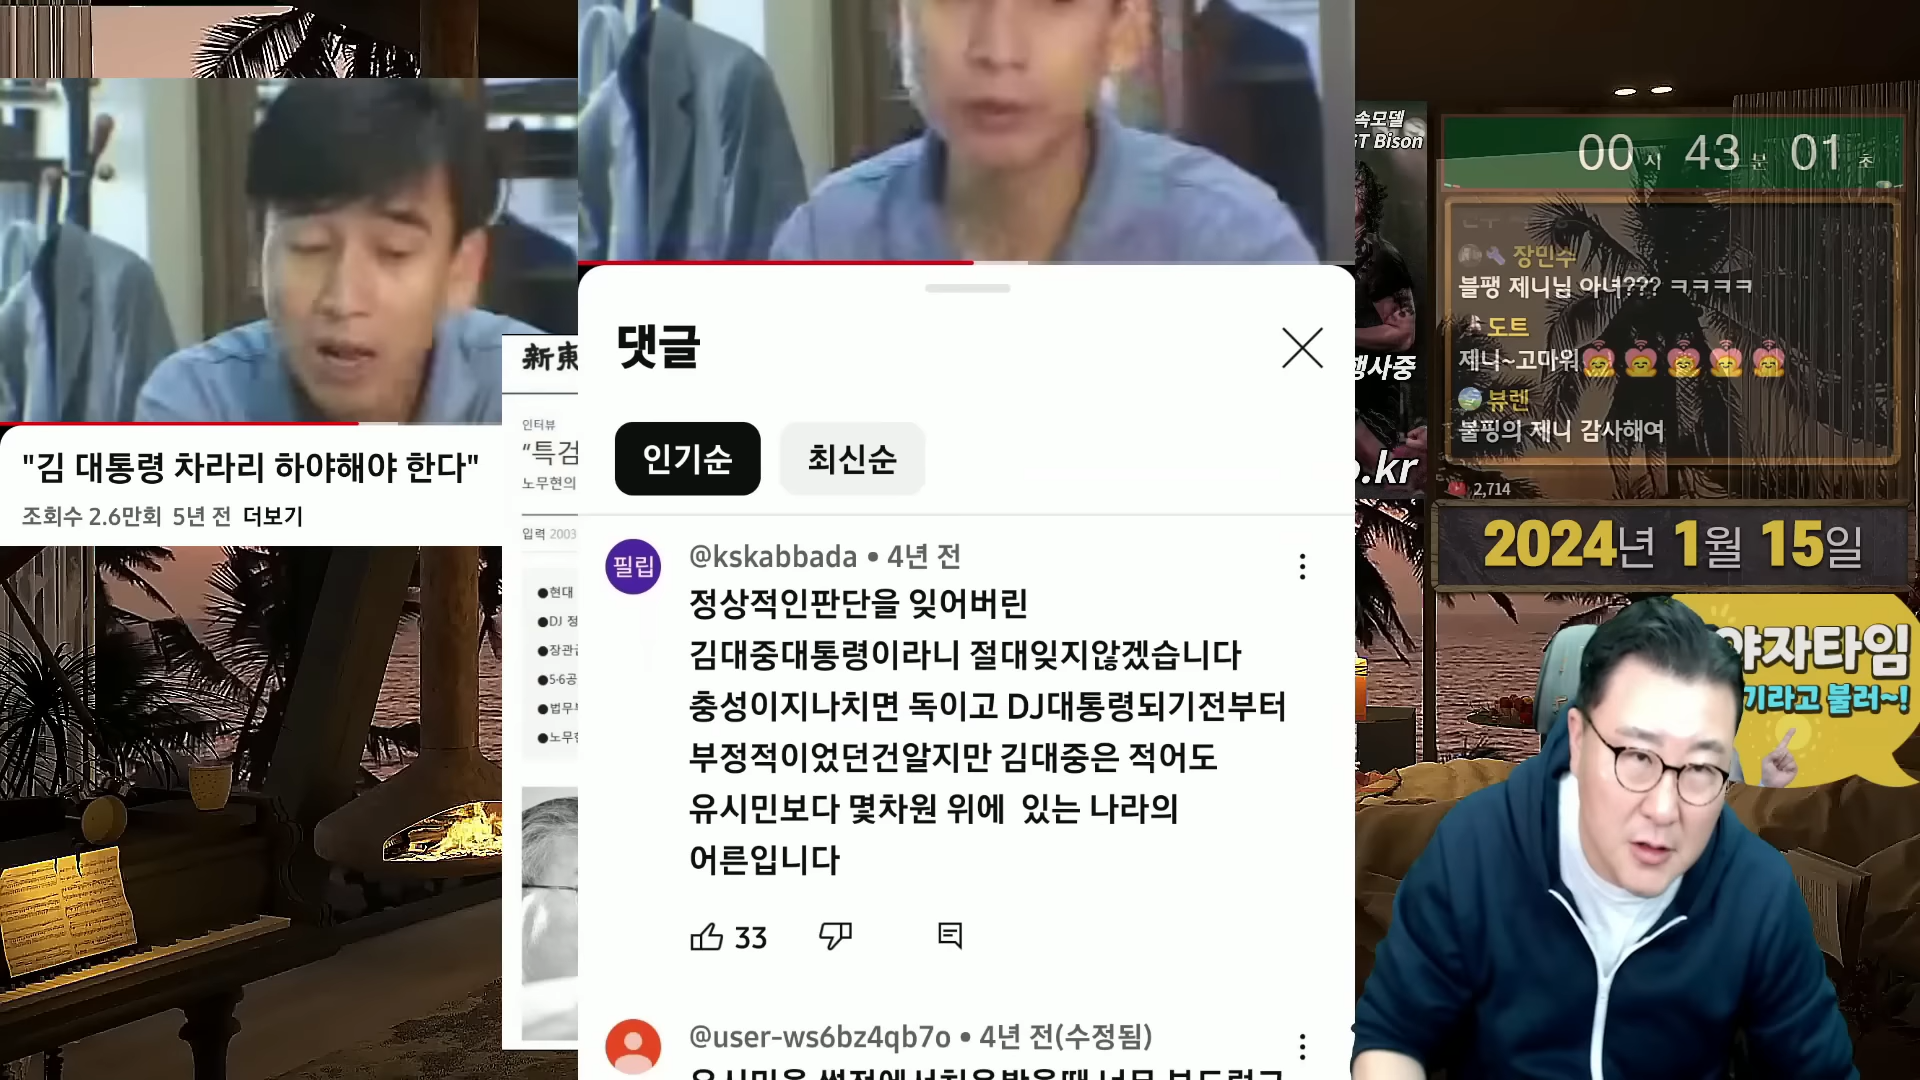 "김 대통령 차라리 하야해야 한다"
조회수 2.6만회 5년 전 더보기
新東
인터뷰
“특검
노무현의
입력 2003
●현대
●DJ 정
●장관
●5·6공
●법무
●노무현
댓글
인기순
최신순
필립
@kskabbada • 4년 전
정상적인판단을 잊어버린
김대중대통령이라니 절대잊지않겠습니다
충성이지나치면 독이고 DJ대통령되기전부터
부정적이었던건알지만 김대중은 적어도
유시민보다 몇차원 위에 있는 나라의
어른입니다
33
@user-ws6bz4qb7o • 4년 전(수정됨)
속모델
GT Bison
행사중
o.kr
00시 43분 01초
장민수
블팽 제니님 아녀??? ㅋㅋㅋㅋ
도트
제니~고마워
뷰렌
불핑의 제니 감사해여
2,714
2024년 1월 15일
야자타임
기라고 불러~!